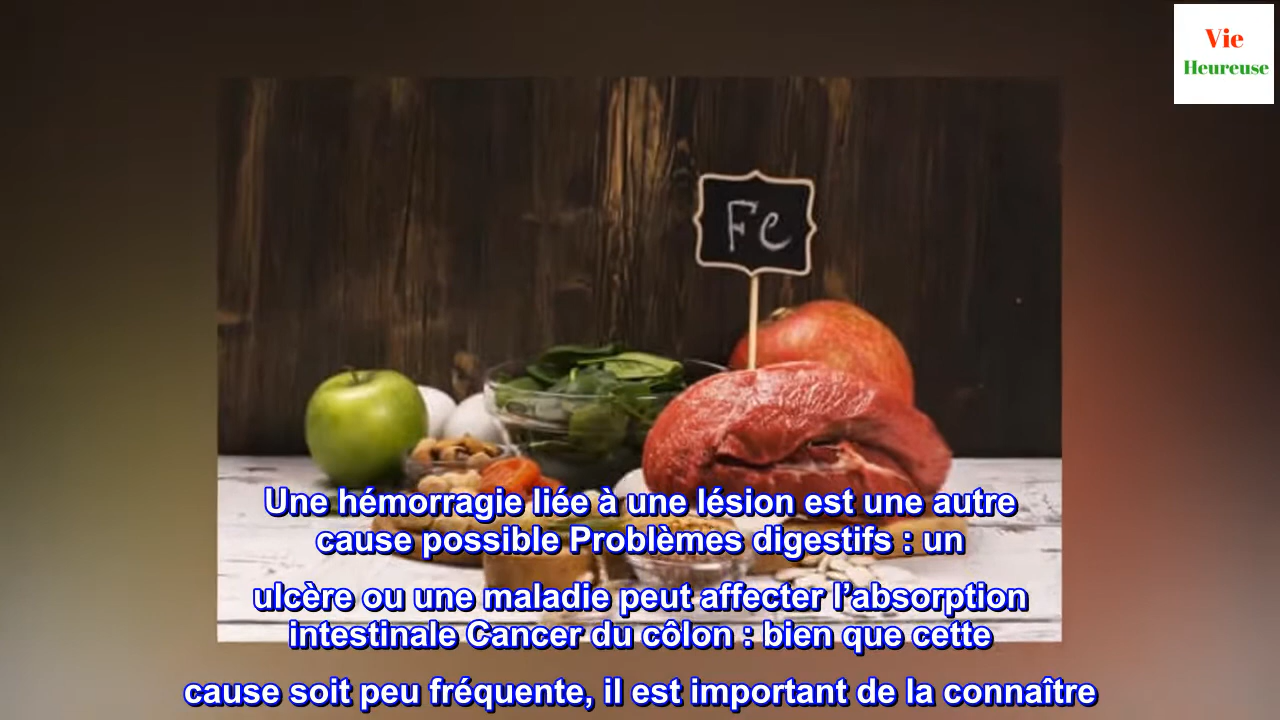 Vie
Heureuse
Fe
Une hémorragie liée à une lésion est une autre
cause possible Problèmes digestifs : un
ulcère ou une maladie peut affecter l’absorption
intestinale Cancer du côlon : bien que cette
cause soit peu fréquente, il est important de la connaître